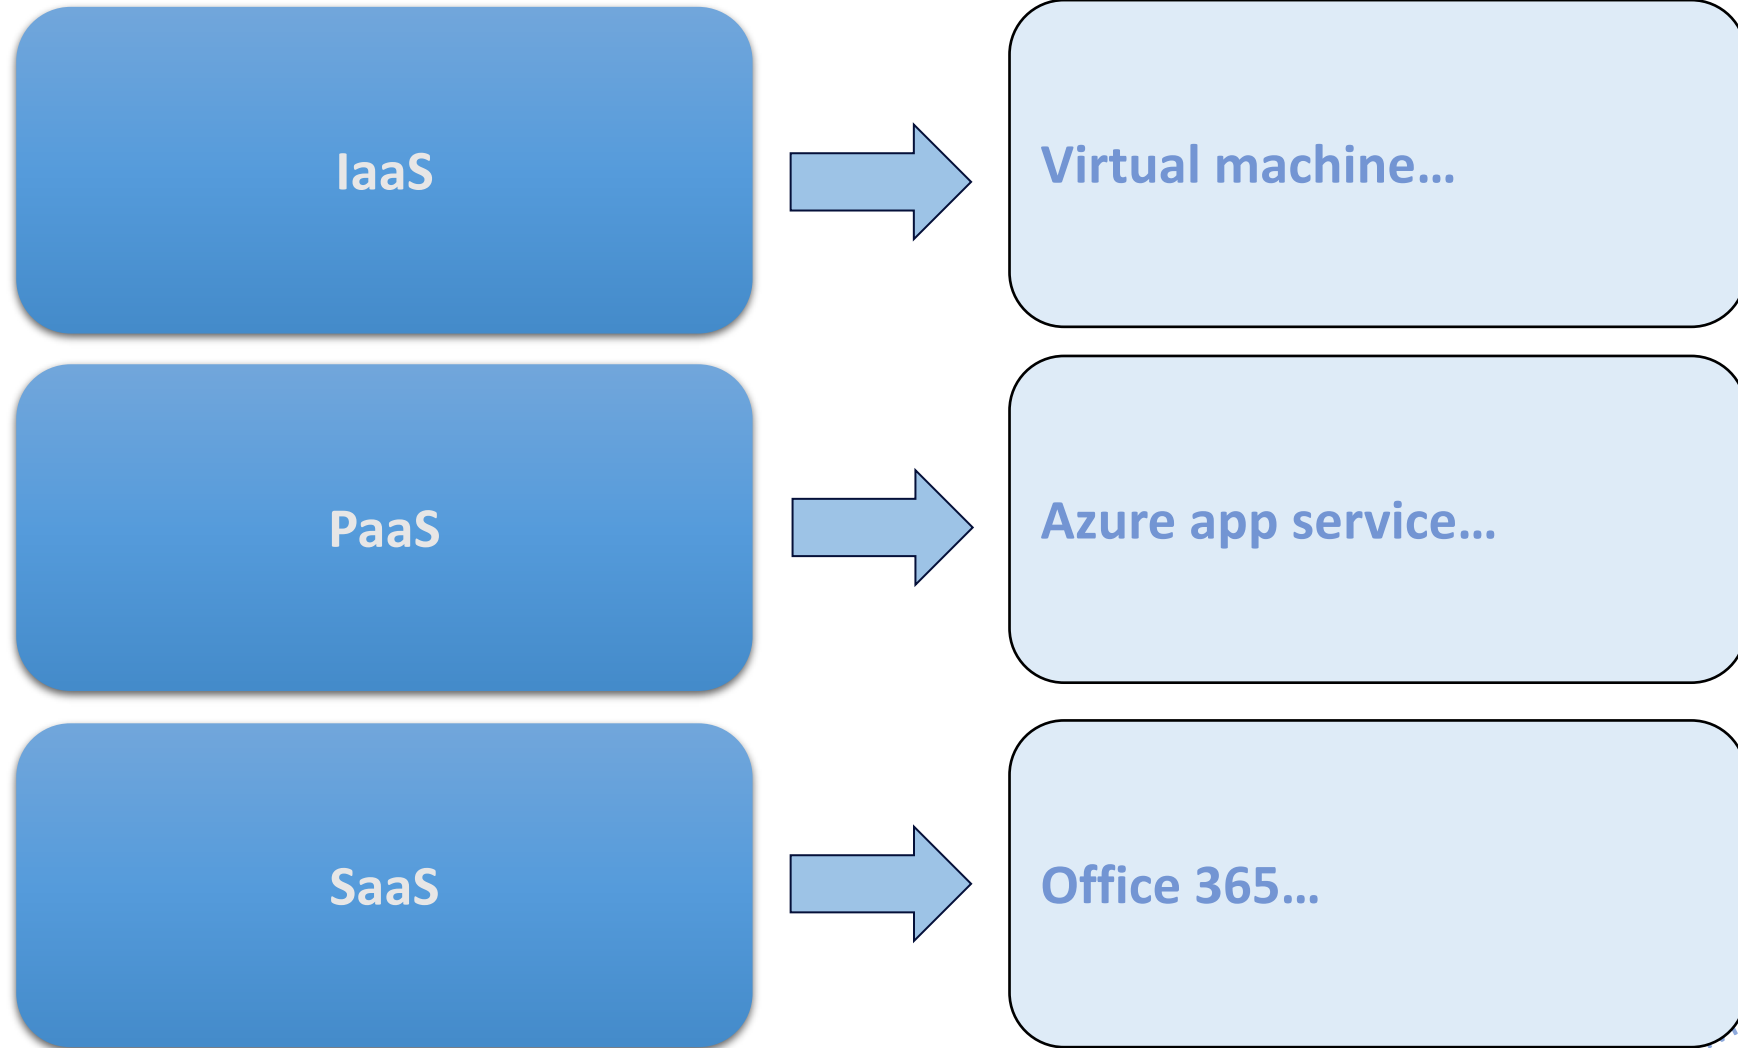 IaaS
Virtual machine...
PaaS
Azure app service...
SaaS
Office 365...